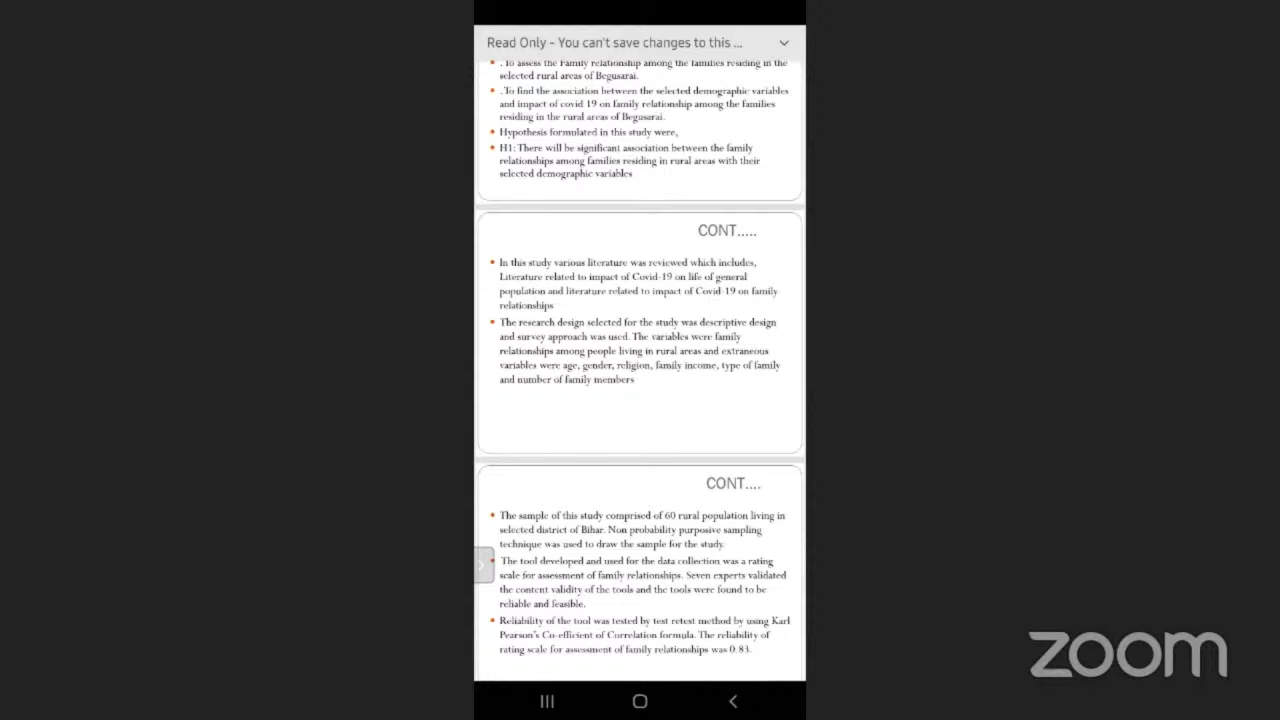 Read Only - You can't save changes to this ...
. To assess the Family relationship among the families residing in the
selected rural areas of Begusarai.
. To find the association between the selected demographic variables
and impact of covid 19 on family relationship among the families
residing in the rural areas of Begusarai.
Hypothesis formulated in this study were,
H1: There will be significant association between the family
relationships among families residing in rural areas with their
selected demographic variables
CONT.....
In this study various literature was reviewed which includes,
Literature related to impact of Covid-19 on life of general
population and literature related to impact of Covid-19 on family
relationships
The research design selected for the study was descriptive design
and survey approach was used. The variables were family
relationships among people living in rural areas and extraneous
variables were age, gender, religion, family income, type of family
and number of family members
CONT....
The sample of this study comprised of 60 rural population living in
selected district of Bihar. Non probability purposive sampling
technique was used to draw the sample for the study.
The tool developed and used for the data collection was a rating
scale for assessment of family relationships. Seven experts validated
the content validity of the tools and the tools were found to be
reliable and feasible.
Reliability of the tool was tested by test retest method by using Karl
Pearson's Co-efficient of Correlation formula. The reliability of
rating scale for assessment of family relationships was 0.83.
zoom